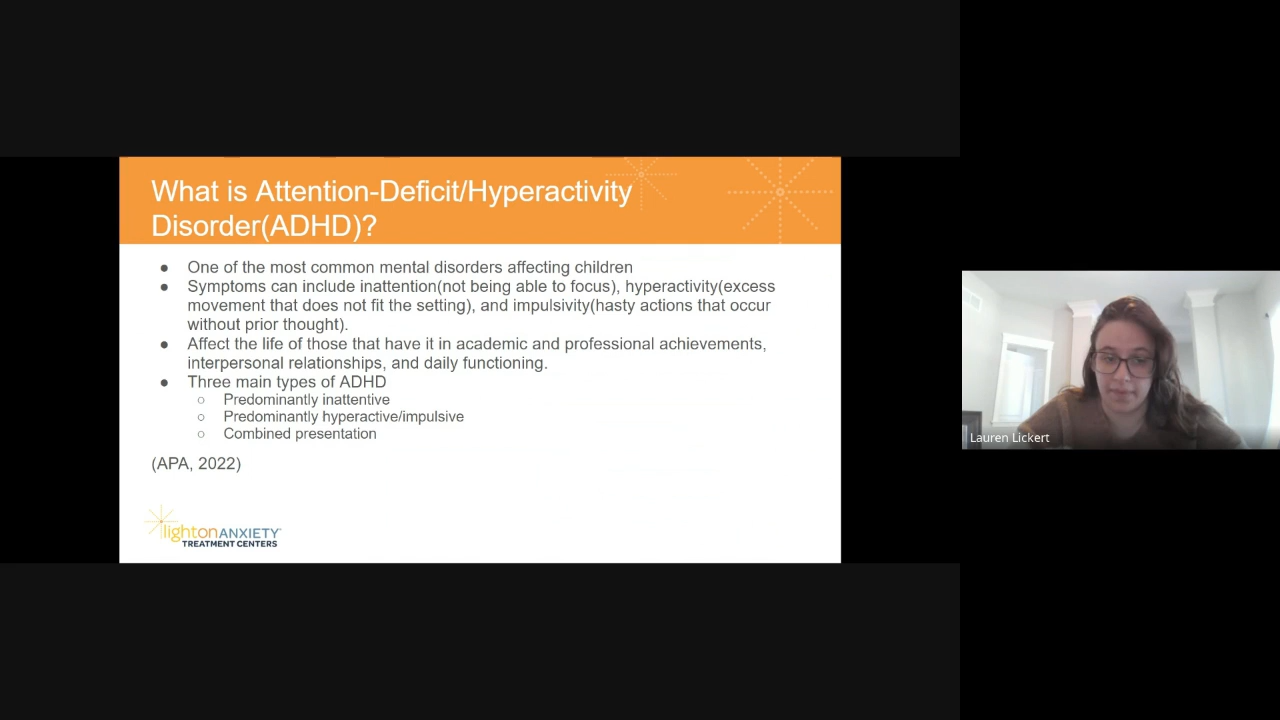 What is Attention-Deficit/Hyperactivity
Disorder(ADHD)?
● One of the most common mental disorders affecting children
● Symptoms can include inattention(not being able to focus), hyperactivity(excess
movement that does not fit the setting), and impulsivity(hasty actions that occur
without prior thought).
● Affect the life of those that have it in academic and professional achievements,
interpersonal relationships, and daily functioning.
● Three main types of ADHD
○ Predominantly inattentive
○ Predominantly hyperactive/impulsive
○ Combined presentation
(APA, 2022)
lightonANXIETY
TREATMENT CENTERS
Lauren Lickert